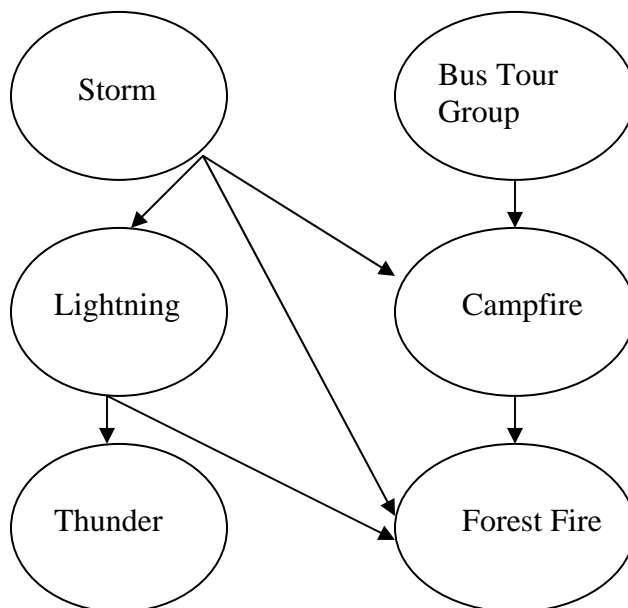 Storm
Bus Tour
Group
Lightning
Campfire
Thunder
Forest Fire